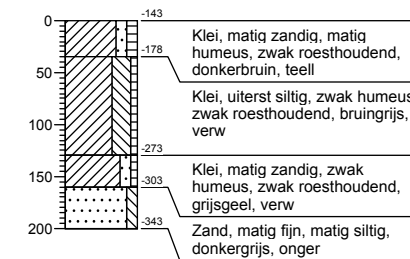 0
-143
Klei, matig zandig, matig
humeus, zwak roesthoudend,
donkerbruin, teell
-178
50
Klei, uiterst siltig, zwak humeus
zwak roesthoudend, bruingrijs,
verw
100
-273
150
Klei, matig zandig, zwak
humeus, zwak roesthoudend,
grijsgeel, verw
-303
200
-343
Zand, matig fijn, matig siltig,
donkergrijs, onger